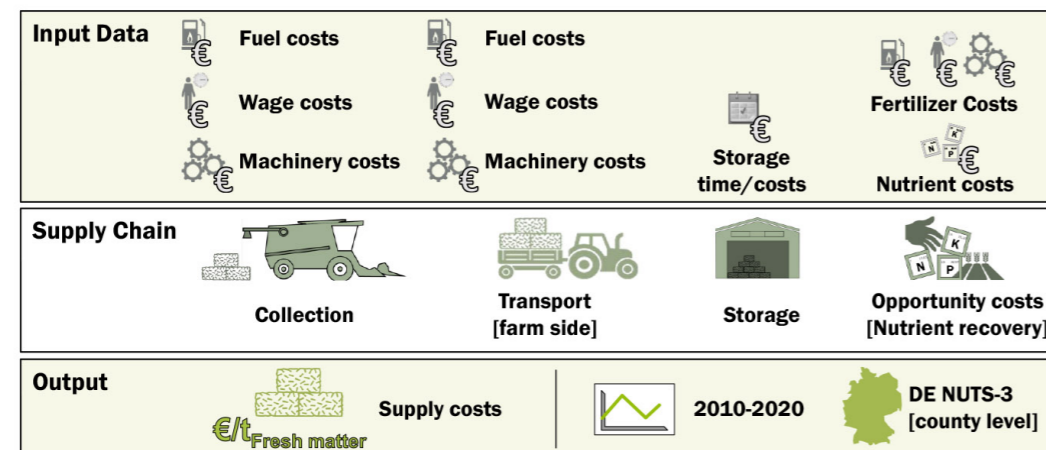 Input Data
Fuel costs
Fuel costs
Wage costs
Wage costs
Machinery costs
Machinery costs
Storage
time/costs
Fertilizer Costs
Nutrient costs
€
€
€
€
€
€
€
€
€
€
€
N
P
K
Supply Chain
Collection
Transport
[farm side]
Storage
N
P
K
Opportunity costs
[Nutrient recovery]
Output
€/t Fresh matter
Supply costs
2010-2020
DE NUTS-3
[county level]